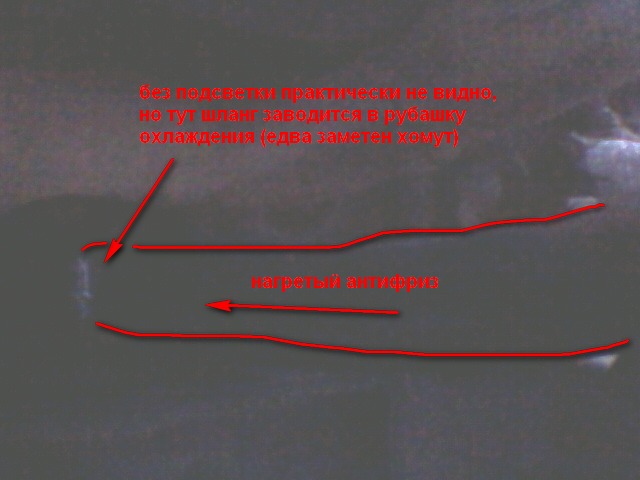 без подсветки практически не видно,
но тут шланг заводится в рубашку
охлаждения (едва заметен хомут)
нагретый антифриз